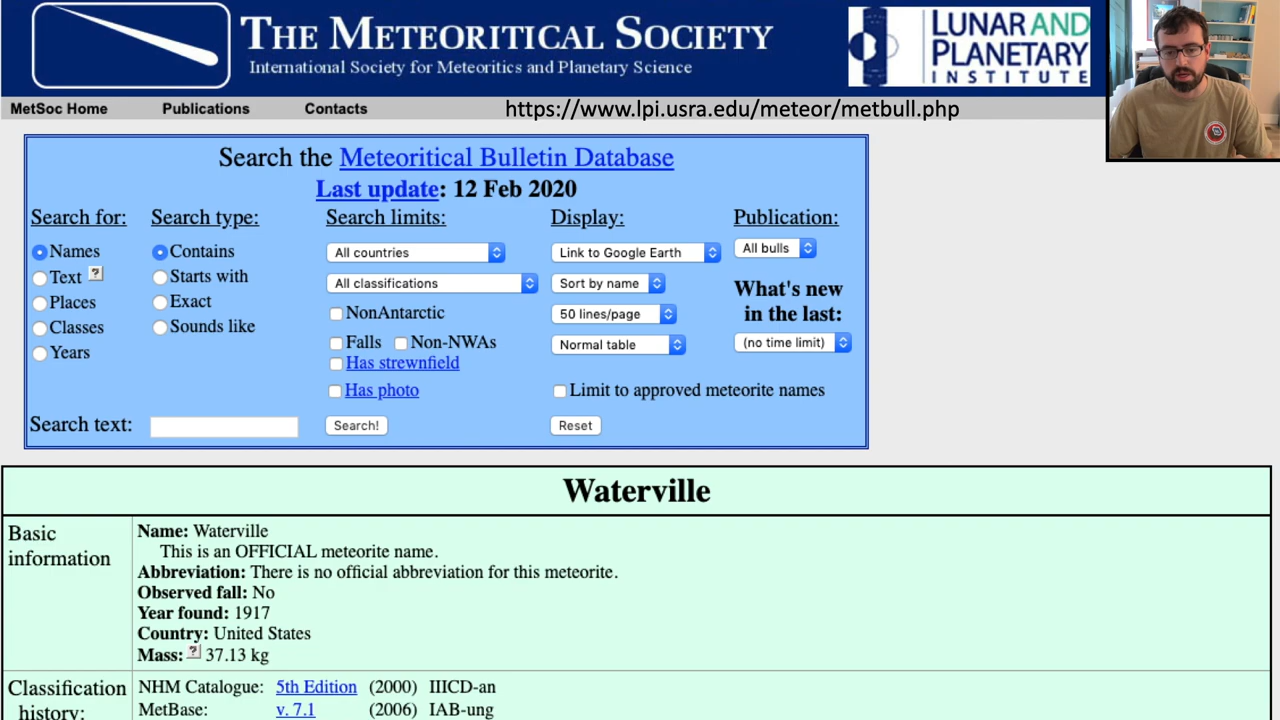 THE METEORITICAL SOCIETY
International Society for Meteoritics and Planetary Science
LUNAR AND
PLANETARY
INSTITUTE
MetSoc Home Publications Contacts https://www.lpi.usra.edu/meteor/metbull.php
Search the Meteoritical Bulletin Database
Last update: 12 Feb 2020
Search for: Search type: Search limits: Display: Publication:
Names Contains All countries Link to Google Earth All bulls
Text ? Starts with All classifications Sort by name What's new
Places Exact NonAntarctic 50 lines/page in the last:
Classes Sounds like Falls Non-NWAs Normal table (no time limit)
Years Has strewnfield
Has photo Limit to approved meteorite names
Search text: Search! Reset
Waterville
Basic
information
Name: Waterville
This is an OFFICIAL meteorite name.
Abbreviation: There is no official abbreviation for this meteorite.
Observed fall: No
Year found: 1917
Country: United States
Mass: ? 37.13 kg
Classification
history:
NHM Catalogue: 5th Edition (2000) IIICD-an
MetBase: v. 7.1 (2006) IAB-ung